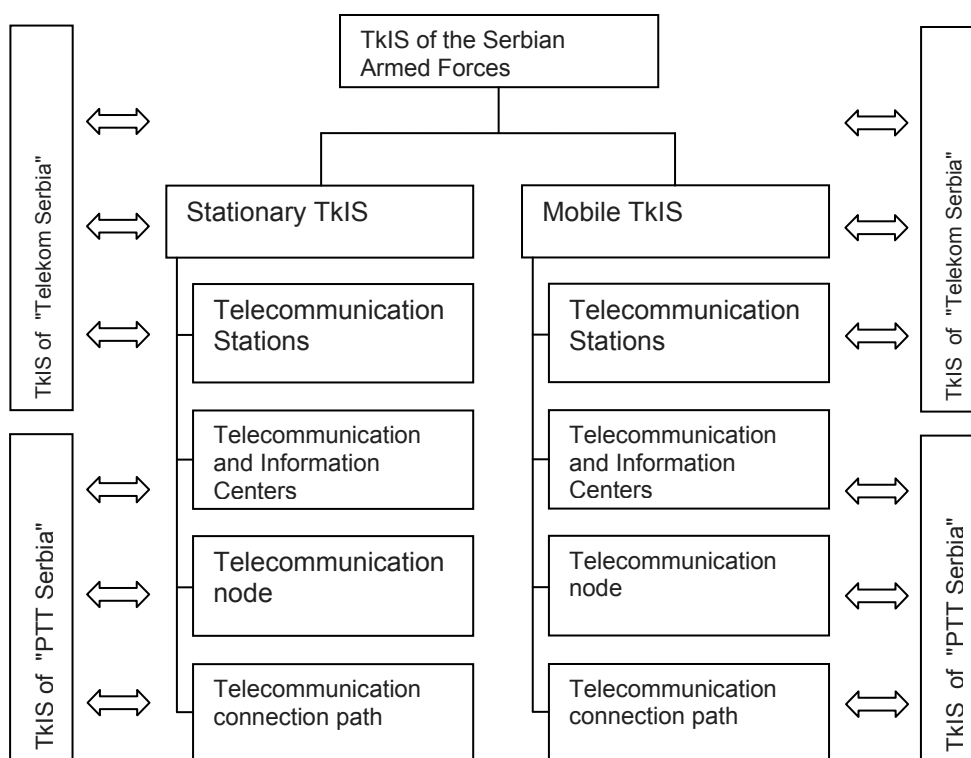 TkIS of the Serbian
Armed Forces
TkIS of "Telekom Serbia"
TkIS of "PTT Serbia"
Stationary TkIS
Telecommunication
Stations
Telecommunication
and Information
Centers
Telecommunication
node
Telecommunication
connection path
Mobile TkIS
Telecommunication
Stations
Telecommunication
and Information
Centers
Telecommunication
node
Telecommunication
connection path
TkIS of "Telekom Serbia"
TkIS of "PTT Serbia"